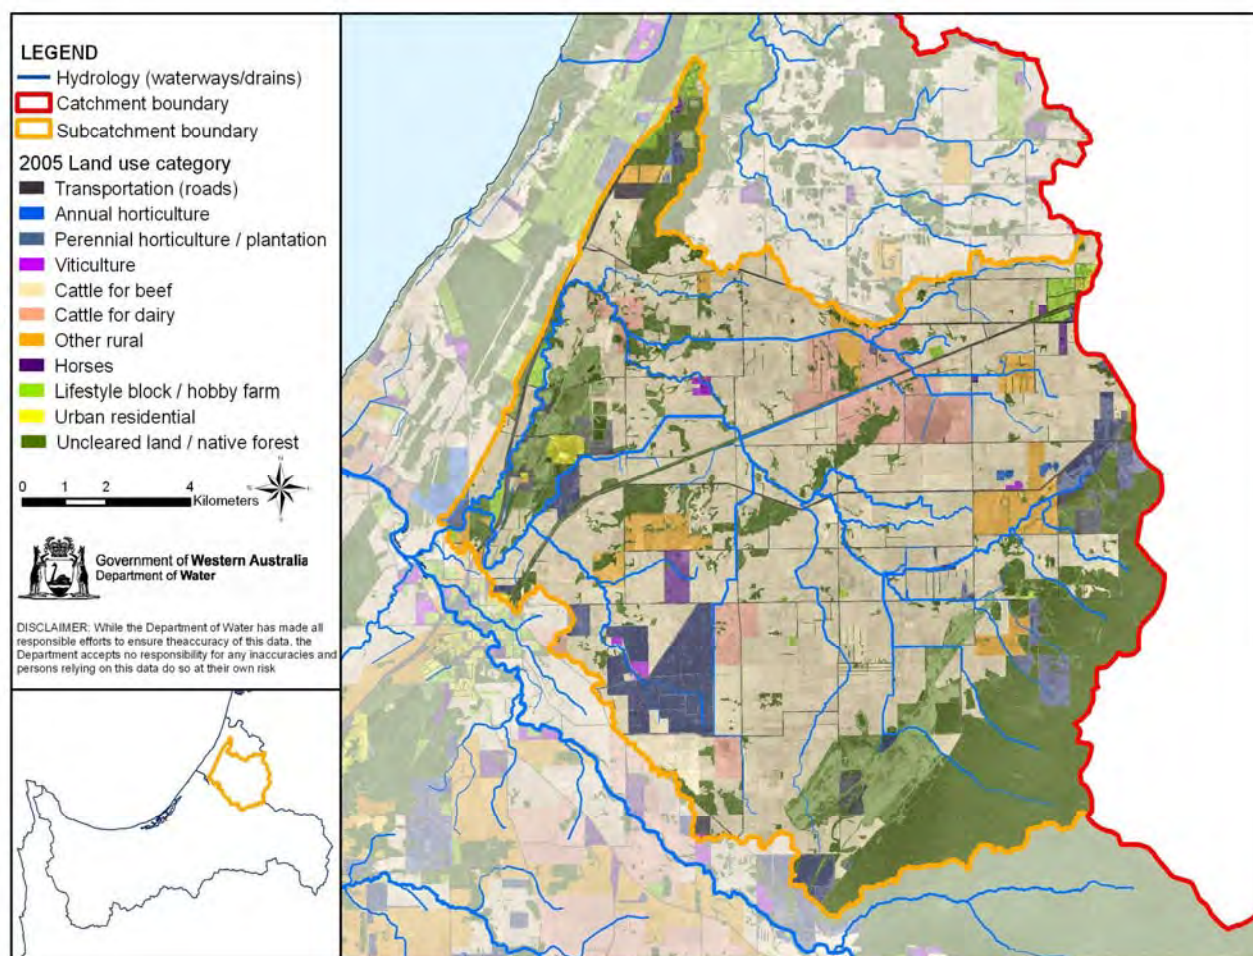 LEGEND
Hydrology (waterways/drains)
Catchment boundary
Subcatchment boundary
2005 Land use category
Transportation (roads)
Annual horticulture
Perennial horticulture / plantation
Viticulture
Cattle for beef
Cattle for dairy
Other rural
Horses
Lifestyle block / hobby farm
Urban residential
Uncleared land / native forest
0 1 2 4
Kilometers
N
Government of Western Australia
Department of Water
DISCLAIMER: While the Department of Water has made all
responsible efforts to ensure theaccuracy of this data, the
Department accepts no responsibility for any inaccuracies and
persons relying on this data do so at their own risk